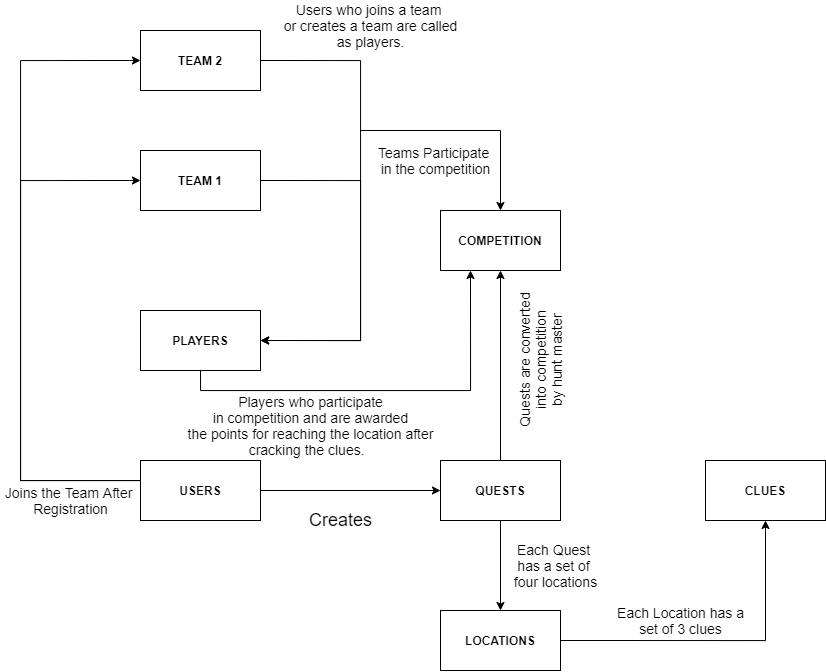 Users who joins a team
or creates a team are called
as players.
TEAM 2
Teams Participate
in the competition
TEAM 1
COMPETITION
PLAYERS
Quests are converted
into competition
by hunt master
Players who participate
in competition and are awarded
the points for reaching the location after
cracking the clues.
Joins the Team After
Registration
USERS
Creates
QUESTS
CLUES
Each Quest
has a set of
four locations
LOCATIONS
Each Location has a
set of 3 clues